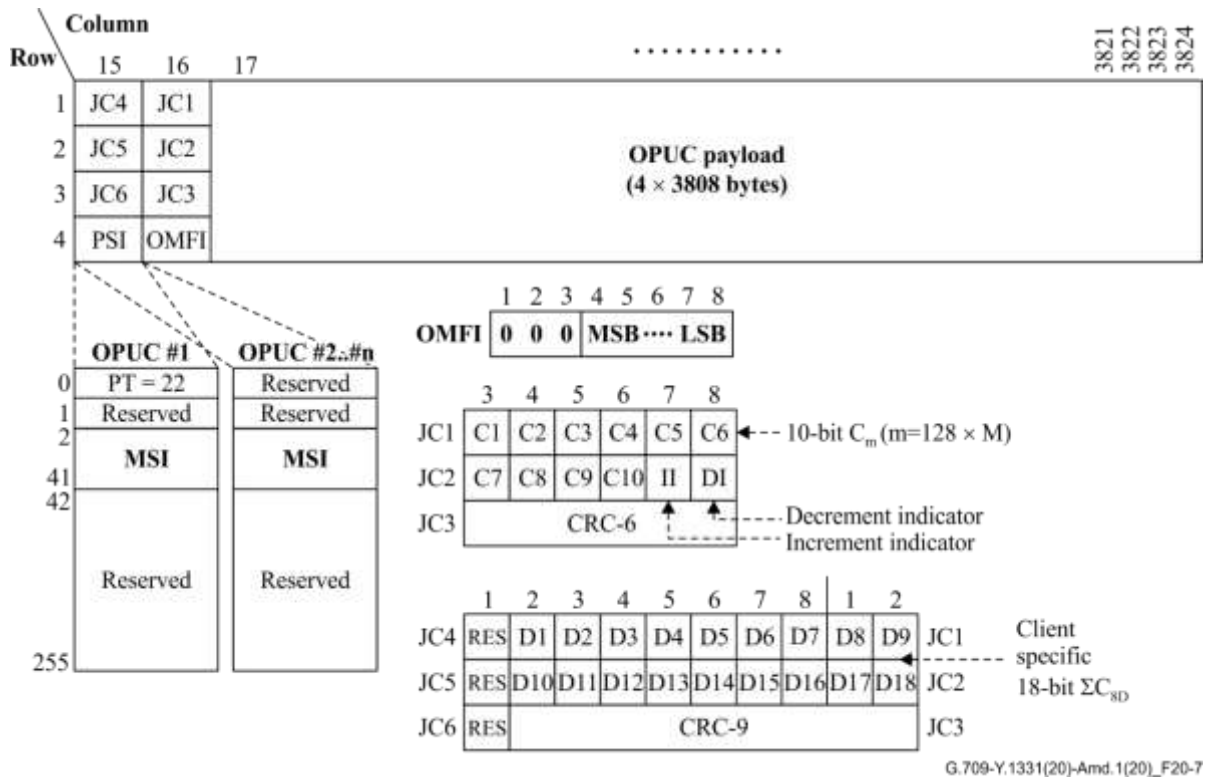 Column
Row
15 16 17 ........... 3821 3822 3823 3824
1 JC4 JC1
2 JC5 JC2
OPUC payload
(4 × 3808 bytes)
3 JC6 JC3
4 PSI OMFI
1 2 3 4 5 6 7 8
OMFI 0 0 0 MSB ···· LSB
OPUC #1 OPUC #2..#n
0 PT = 22 Reserved
1 Reserved Reserved
2
MSI MSI
41
42
Reserved Reserved
255
3 4 5 6 7 8
JC1 C1 C2 C3 C4 C5 C6 10-bit Cm (m=128 × M)
JC2 C7 C8 C9 C10 II DI
JC3 CRC-6
Decrement indicator
Increment indicator
1 2 3 4 5 6 7 8 1 2
JC4 RES D1 D2 D3 D4 D5 D6 D7 D8 D9 JC1
JC5 RES D10 D11 D12 D13 D14 D15 D16 D17 D18 JC2
JC6 RES CRC-9 JC3
Client
specific
18-bit ΣC8D
G.709-Y.1331(20)-Amd.1(20)_F20-7